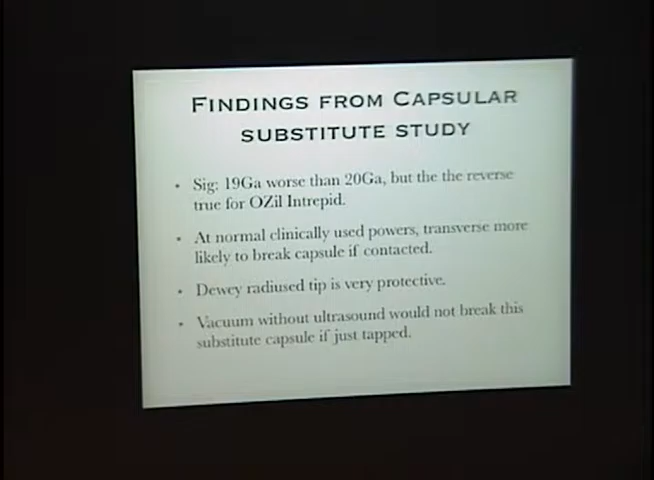 FINDINGS FROM CAPSULAR
SUBSTITUTE STUDY
• Sig: 19Ga worse than 20Ga, but the the reverse
true for OZil Intrepid.
• At normal clinically used powers, transverse more
likely to break capsule if contacted.
• Dewey radiused tip is very protective.
• Vacuum without ultrasound would not break this
substitute capsule if just tapped.